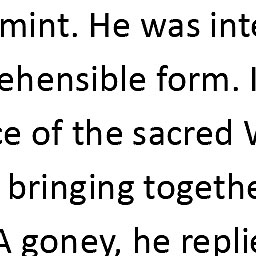 mint. He was inte
ehensible form. I
ce of the sacred V
bringing togethe
A goney, he replie